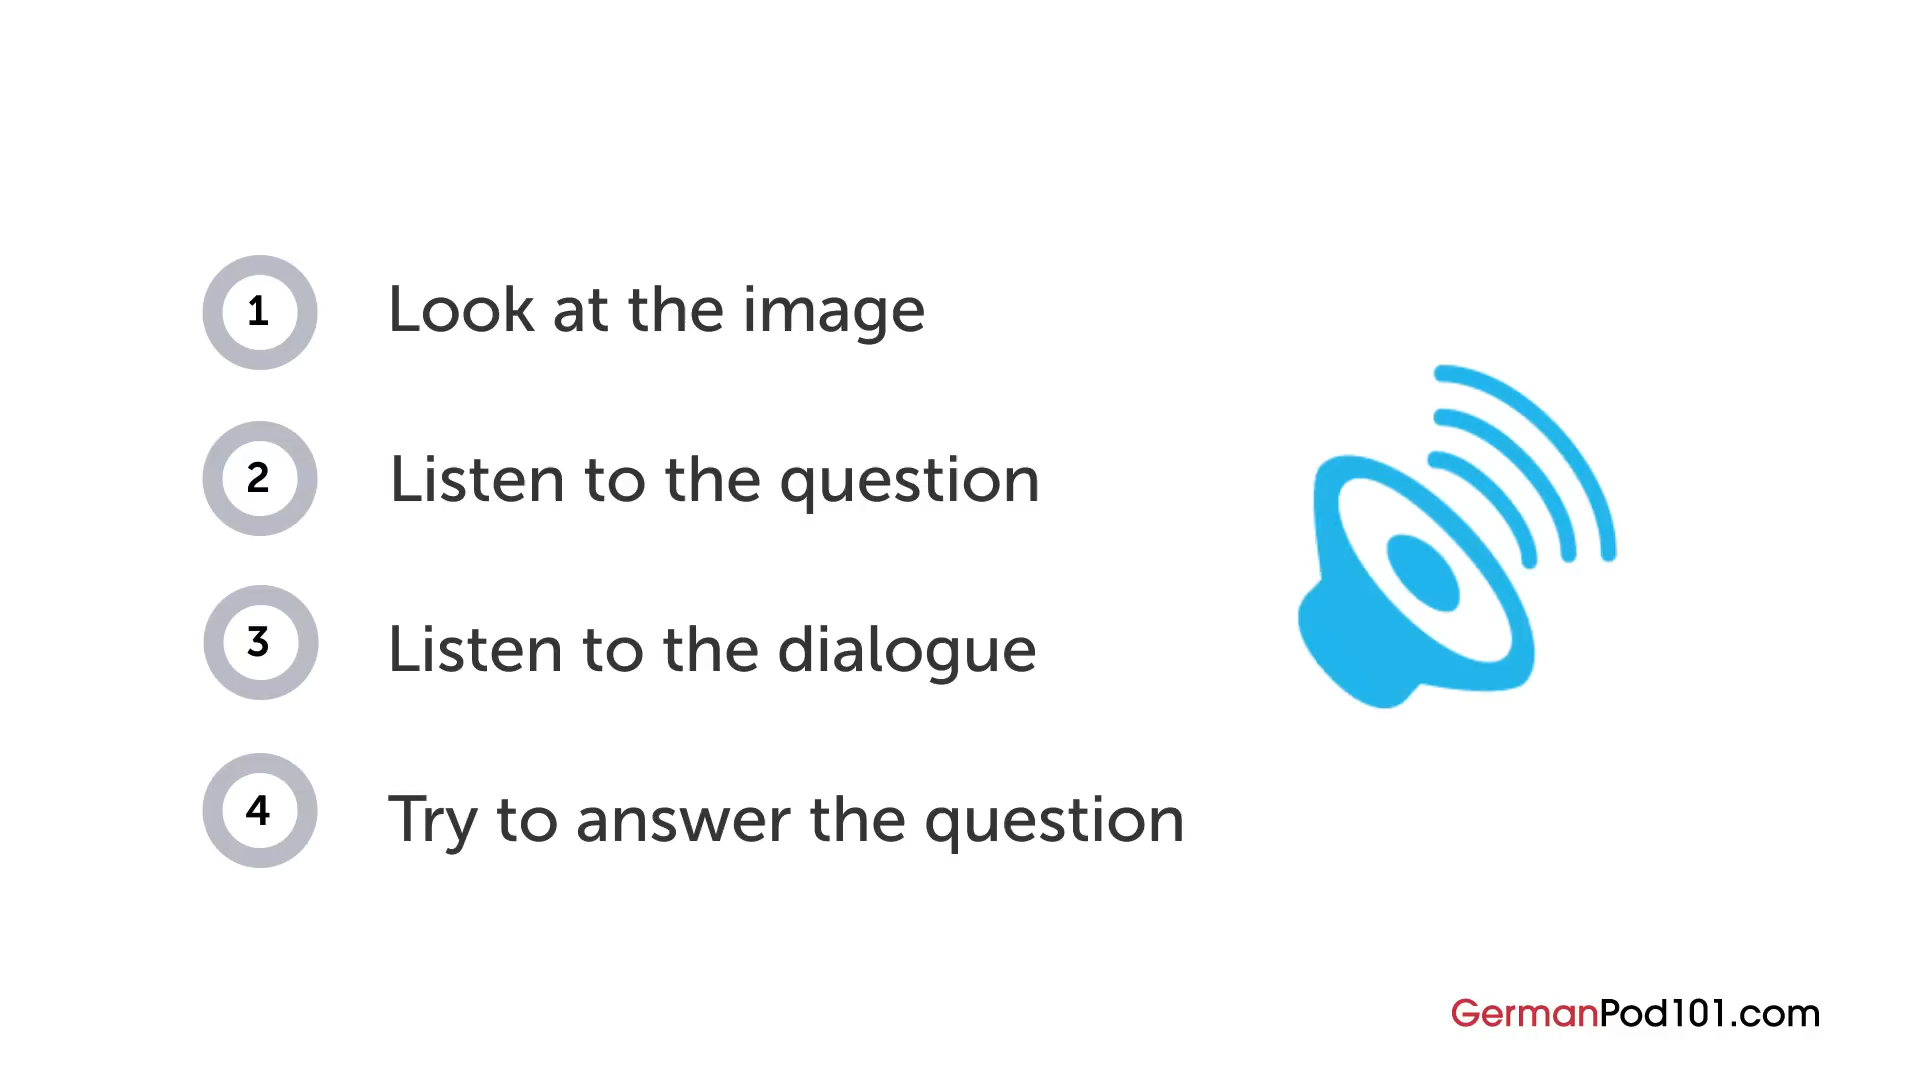 1 Look at the image
2 Listen to the question
3 Listen to the dialogue
4 Try to answer the question
GermanPod101.com